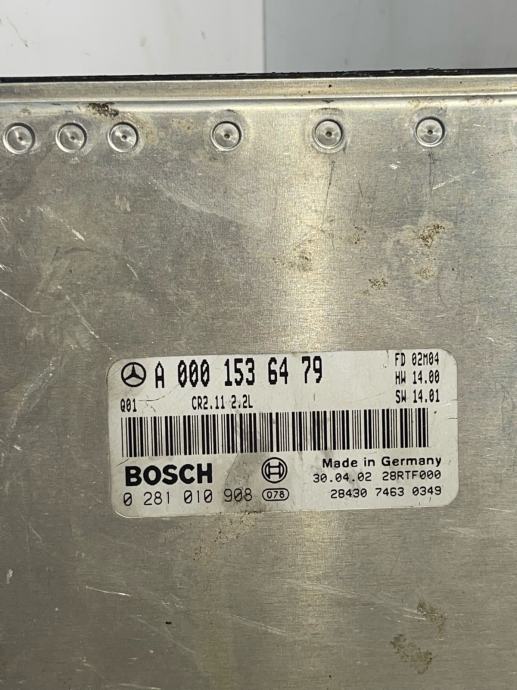 A 000 153 64 79
FD 02M04
HW 14.00
Q01 CR2.11 2.2L
SW 14.01
BOSCH
Made in Germany
0 281 010 908 078
30.04.02 28RTF000
28430 7463 0349